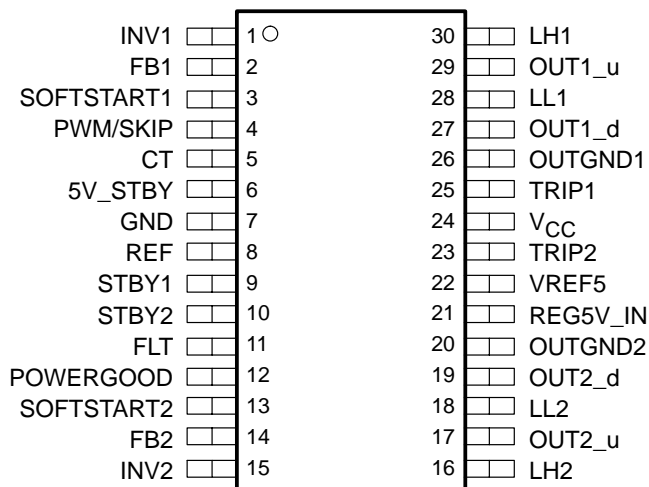 INV1 1 30 LH1
FB1 2 29 OUT1_u
SOFTSTART1 3 28 LL1
PWM/SKIP 4 27 OUT1_d
CT 5 26 OUTGND1
5V_STBY 6 25 TRIP1
GND 7 24 VCC
REF 8 23 TRIP2
STBY1 9 22 VREF5
STBY2 10 21 REG5V_IN
FLT 11 20 OUTGND2
POWERGOOD 12 19 OUT2_d
SOFTSTART2 13 18 LL2
FB2 14 17 OUT2_u
INV2 15 16 LH2